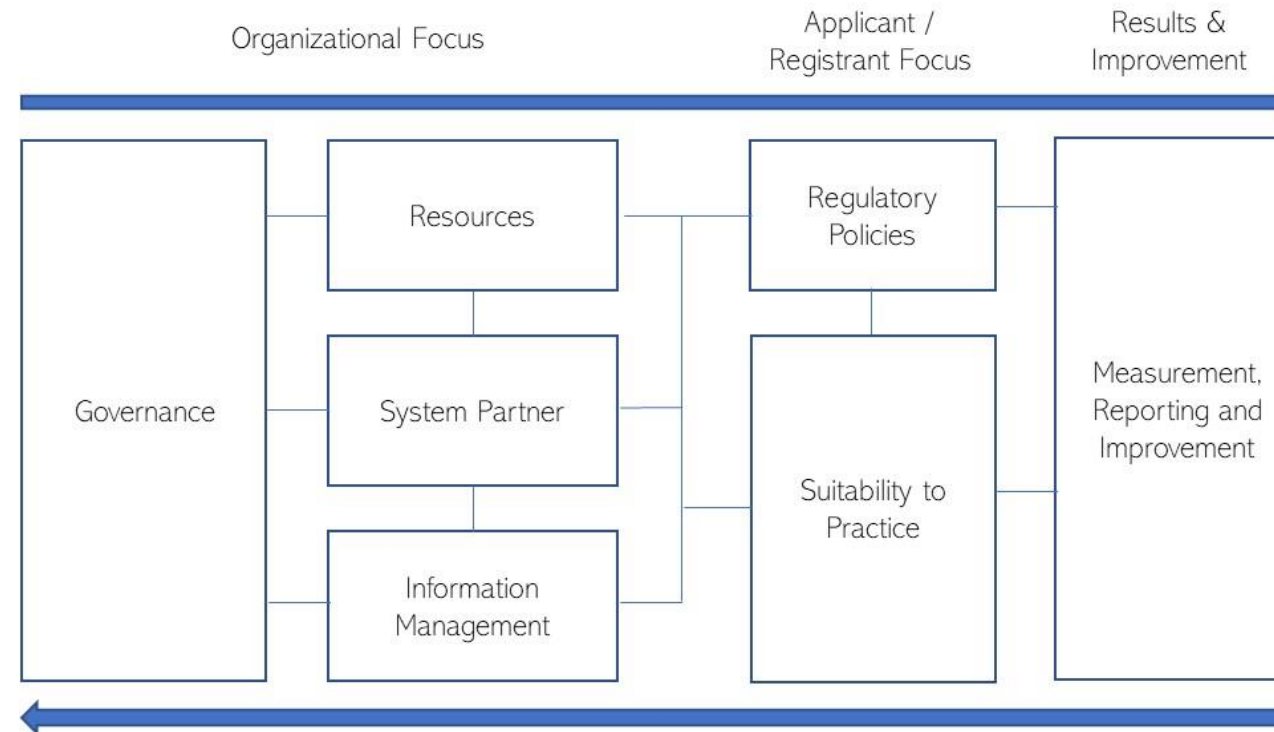 Organizational Focus
Applicant /
Registrant Focus
Results &
Improvement
Governance
Resources
System Partner
Information
Management
Regulatory
Policies
Suitability to
Practice
Measurement,
Reporting and
Improvement